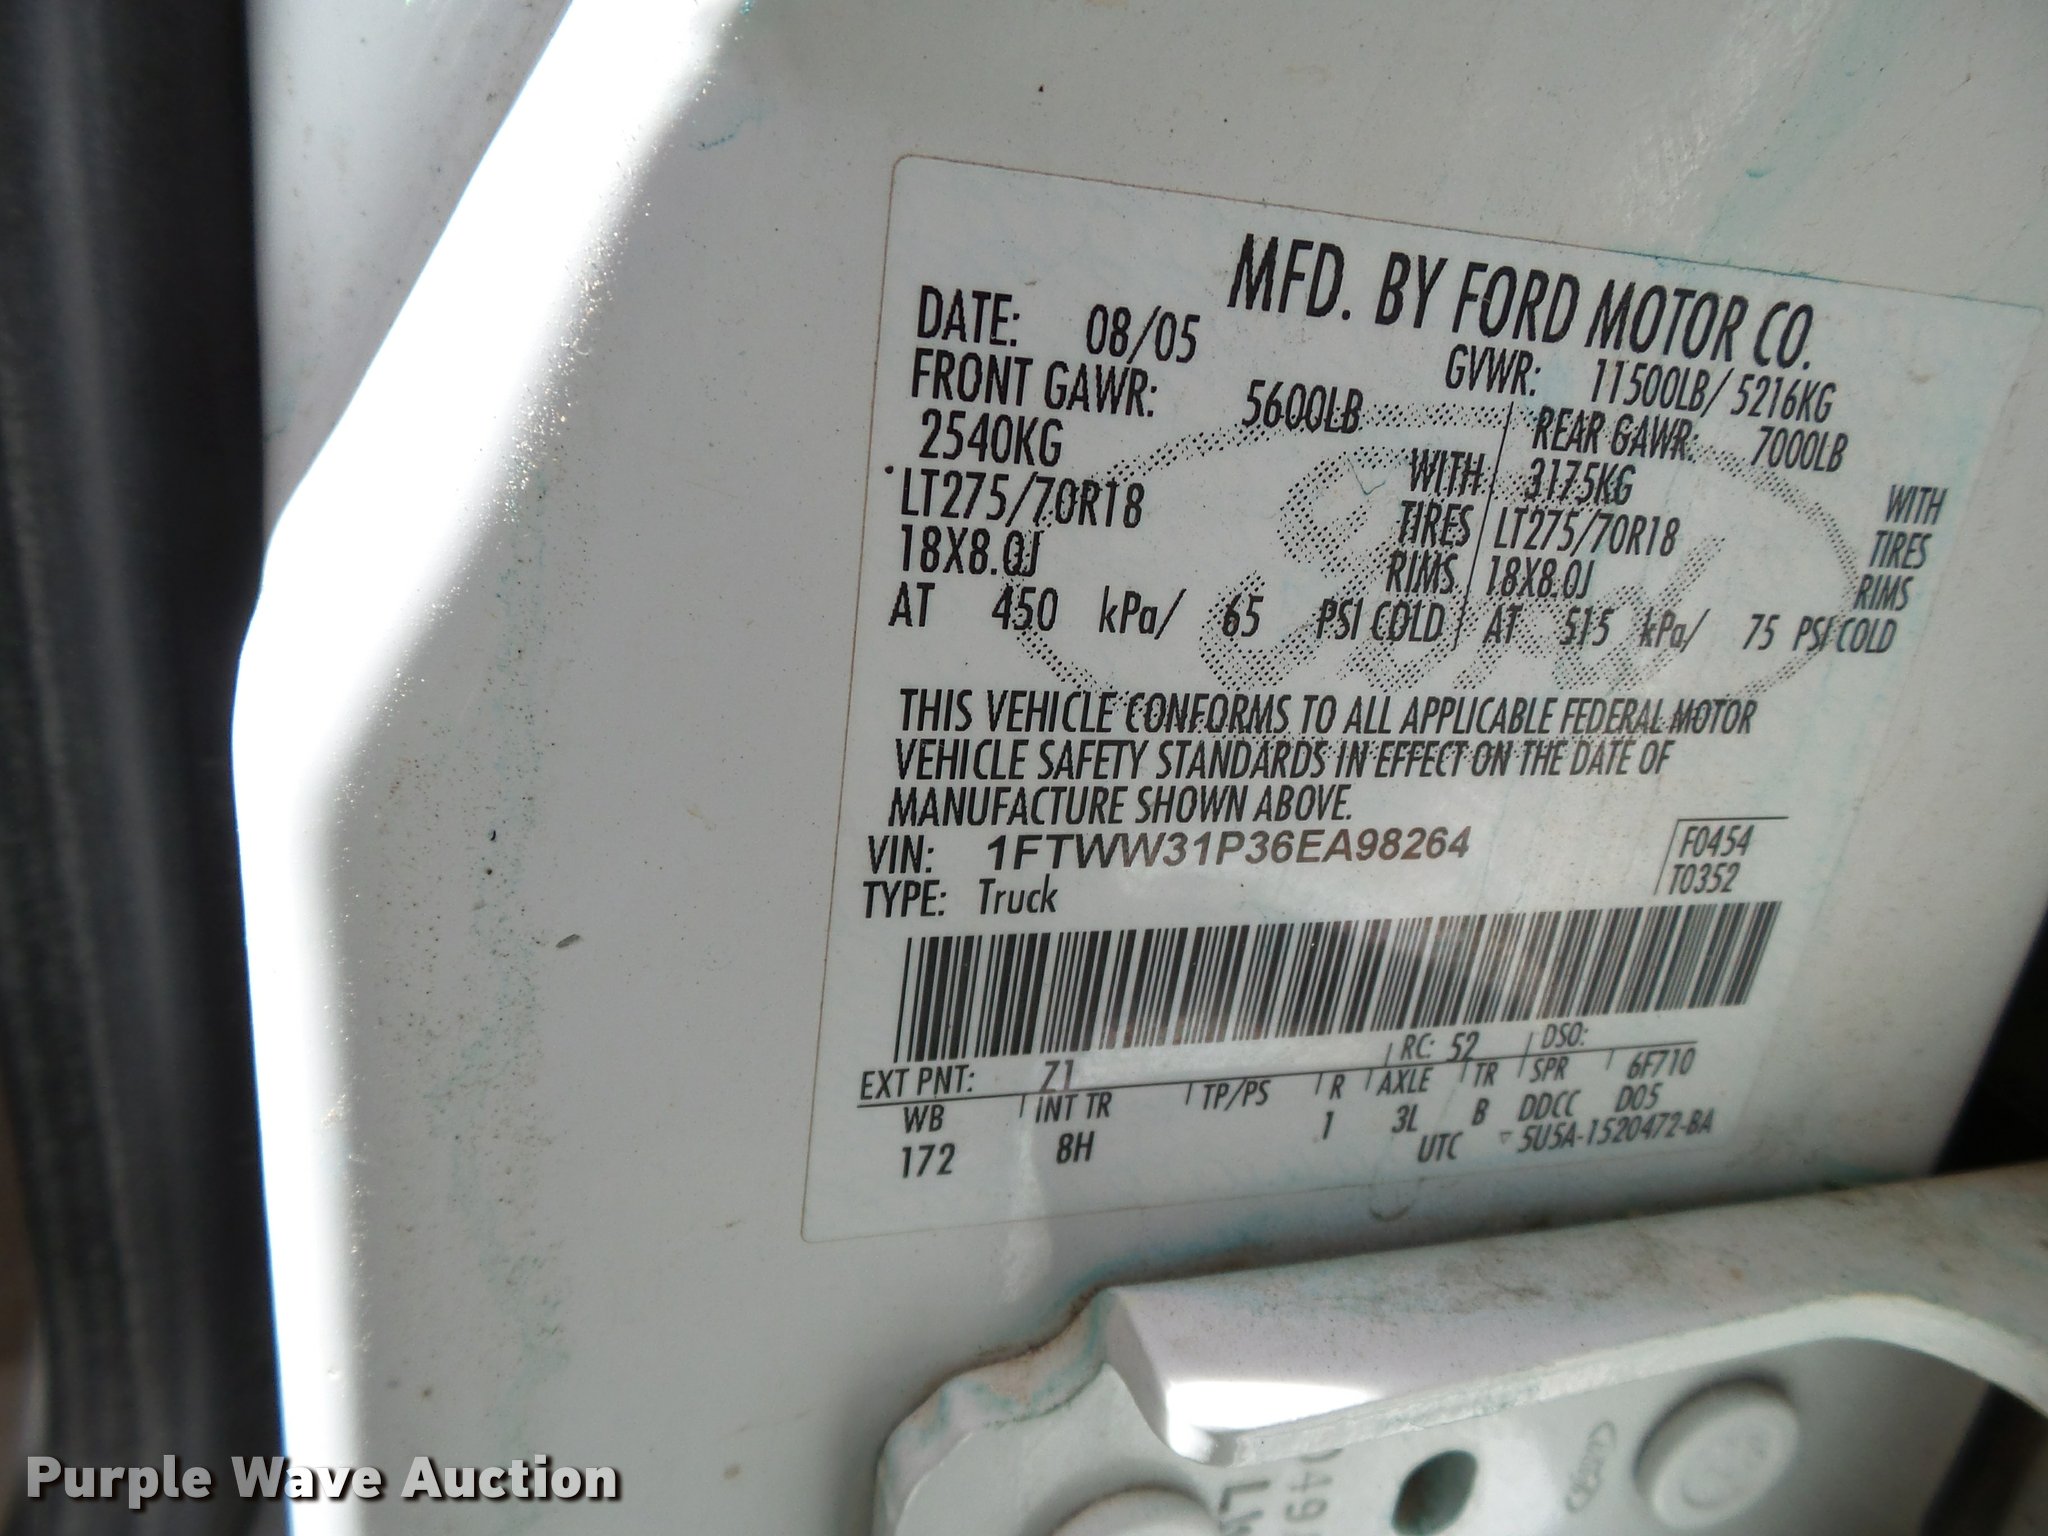 MFD. BY FORD MOTOR CO.
DATE: 08/05 GVWR: 11500LB/ 5216KG
FRONT GAWR: 5600LB REAR GAWR: 7000LB
2540KG WITH 3175KG WITH
LT275/70R18 TIRES LT275/70R18 TIRES
18X8.0J RIMS 18X8.0J RIMS
AT 450 kPa/ 65 PSI COLD AT 515 kPa/ 75 PSI COLD
THIS VEHICLE CONFORMS TO ALL APPLICABLE FEDERAL MOTOR
VEHICLE SAFETY STANDARDS IN EFFECT ON THE DATE OF
MANUFACTURE SHOWN ABOVE.
VIN: 1FTWW31P36EA98264 F0454
TYPE: Truck T0352
EXT PNT: Z1 RC: 52 DSO:
WB INT TR TP/PS R AXLE TR SPR 6F710
172 8H 1 3L B DDCC D05
UTC 5U5A-1520472-BA
Purple Wave Auction